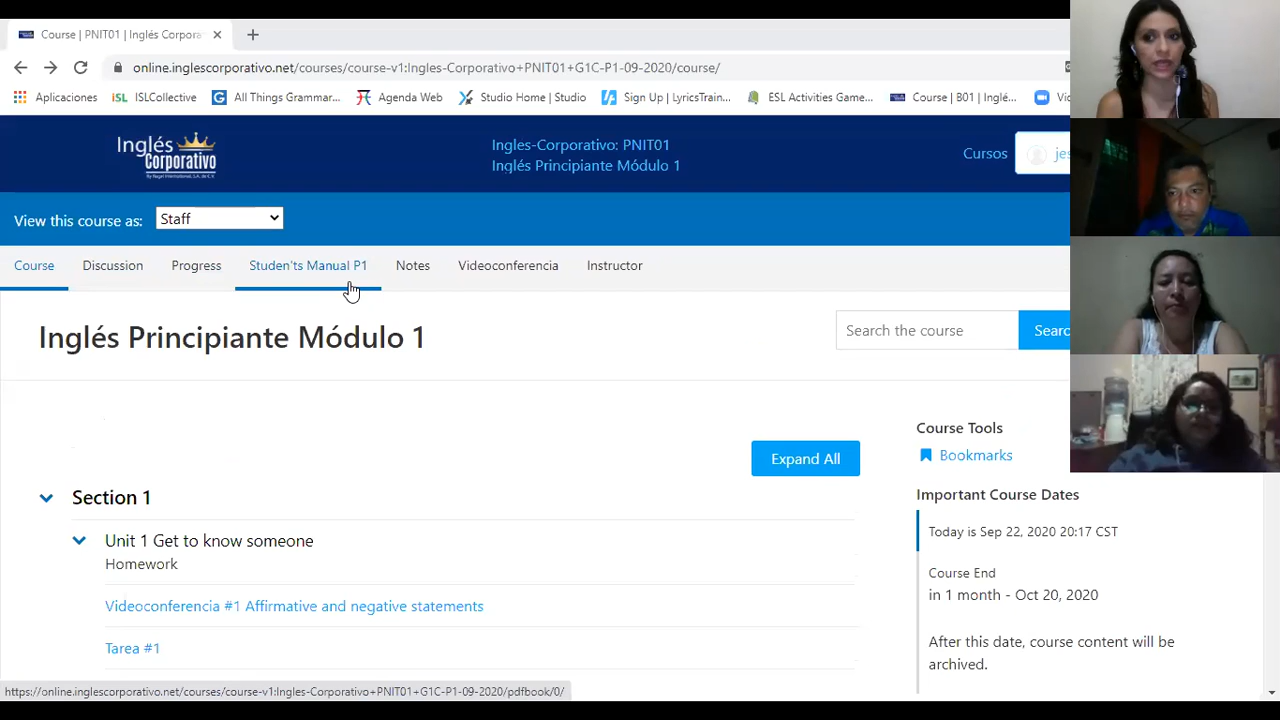 Course | PNIT01 | Inglés Corpora
online.inglescorporativo.net/courses/course-v1:Ingles-Corporativo+PNIT01+G1C-P1-09-2020/course/
Aplicaciones iSL ISLCollective All Things Grammar... Agenda Web Studio Home | Studio Sign Up | LyricsTrain... ESL Activities Game... Course | B01 | Inglé...
Inglés
Corporativo
Ingles-Corporativo: PNIT01
Inglés Principiante Módulo 1
Cursos
View this course as: Staff
Course Discussion Progress Studen'ts Manual P1 Notes Videoconferencia Instructor
Inglés Principiante Módulo 1
Search the course
Expand All
Section 1
Unit 1 Get to know someone
Homework
Videoconferencia #1 Affirmative and negative statements
Tarea #1
Course Tools
Bookmarks
Important Course Dates
Today is Sep 22, 2020 20:17 CST
Course End
in 1 month - Oct 20, 2020
After this date, course content will be
archived.
https://online.inglescorporativo.net/courses/course-v1:Ingles-Corporativo+PNIT01+G1C-P1-09-2020/pdfbook/0/